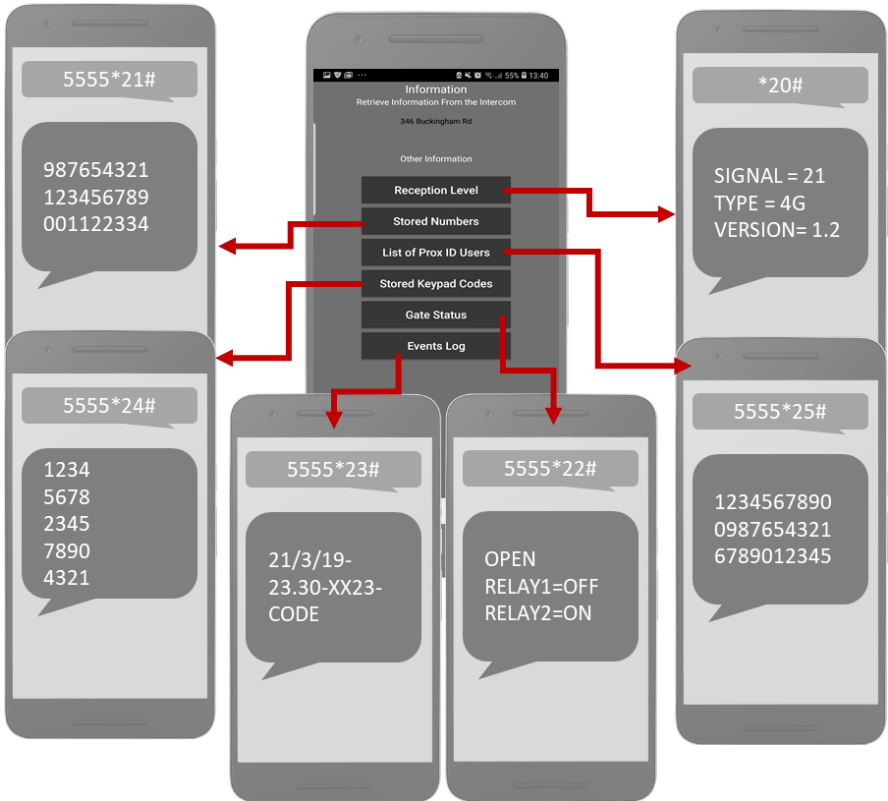 5555*21#
987654321
123456789
001122334
55% 13:40
Information
Retrieve Information From the Intercom
346 Buckingham Rd
Other Information
Reception Level
Stored Numbers
List of Prox ID Users
Stored Keypad Codes
Gate Status
Events Log
*20#
SIGNAL = 21
TYPE = 4G
VERSION= 1.2
5555*24#
1234
5678
2345
7890
4321
5555*23#
21/3/19-
23.30-XX23-
CODE
5555*22#
OPEN
RELAY1=OFF
RELAY2=ON
5555*25#
1234567890
0987654321
6789012345